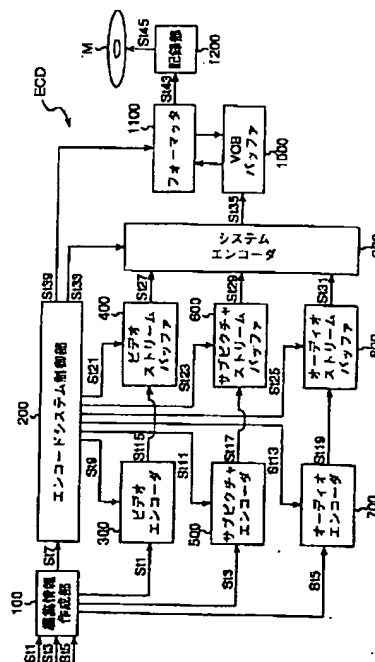 ECD
100
編集情報
作成部
St1
St3
St5
St7
200
エンコードシステム制御部
St9
St11
St13
St21
St23
St25
St33
St39
St1
St3
St5
300
ビデオ
エンコーダ
St15
400
ビデオ
ストリーム
バッファ
St27
500
サブピクチャ
エンコーダ
St17
600
サブピクチャ
ストリーム
バッファ
St29
700
オーディオ
エンコーダ
St19
オーディオ
ストリーム
バッファ
St31
システム
エンコーダ
St35
VOB
バッファ
1000
1100
フォーマッタ
St43
記録部
1200
St45
M